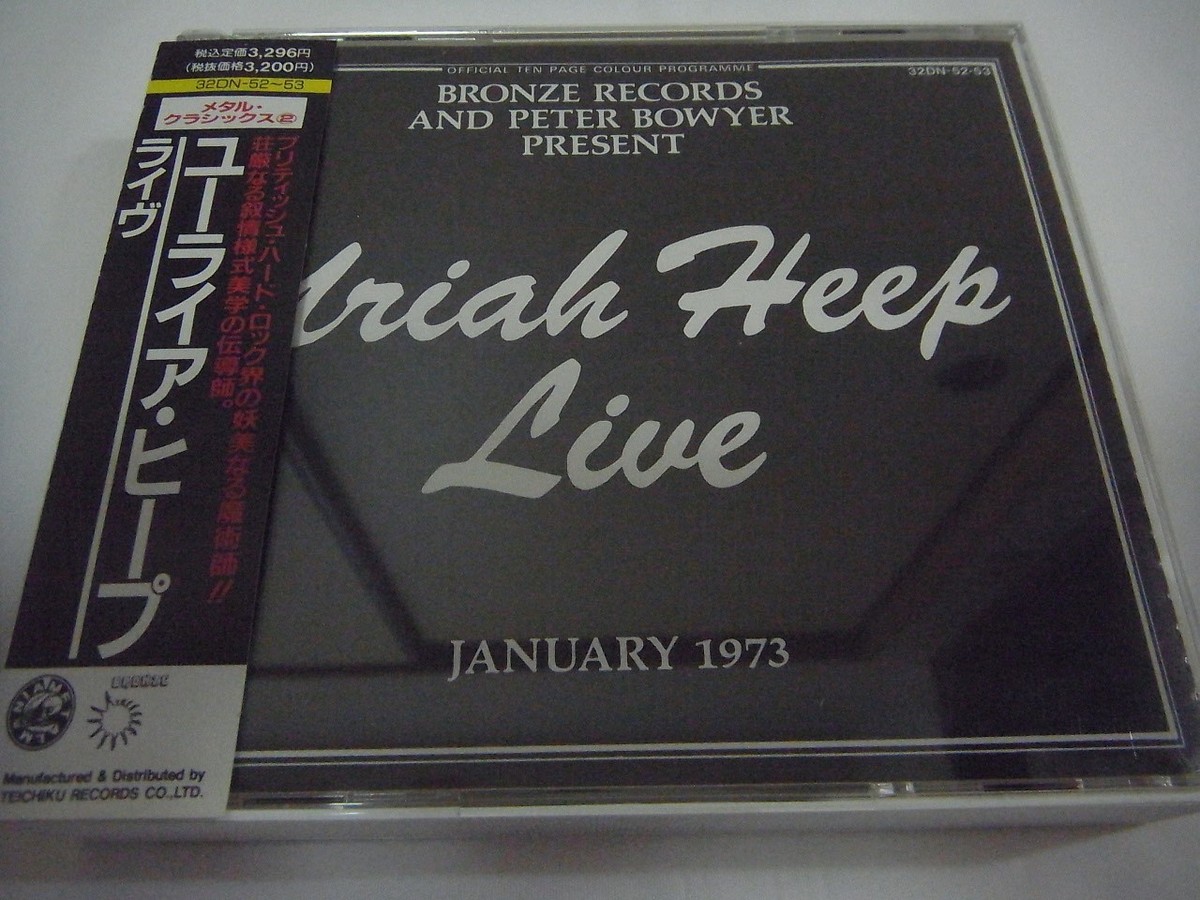 税込定価3,296円
(税抜価格3,200円)
32DN-52~53
メタル・
クラシックス②
ブリティッシュ・ハード・ロック界の妖美なる魔術師!!
荘厳なる叙情様式美学の伝導師。
ユーライア・ヒープ
ライヴ
BRONZE
Manufactured & Distributed by
TEICHIKU RECORDS CO.,LTD.
OFFICIAL TEN PAGE COLOUR PROGRAMME
32DN-52-53
BRONZE RECORDS
AND PETER BOWYER
PRESENT
Uriah Heep
Live
JANUARY 1973